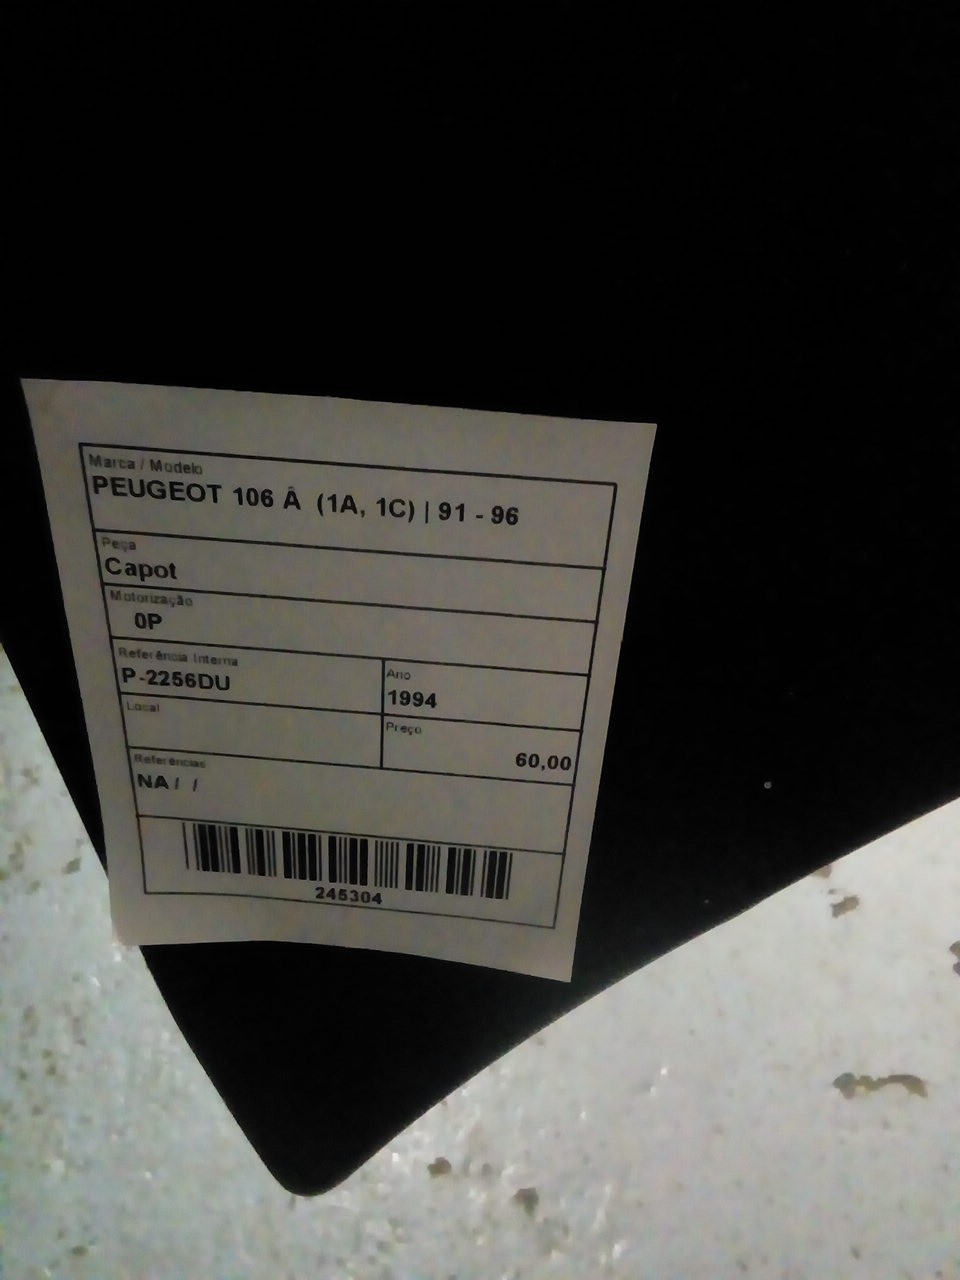 Marca / Modelo
PEUGEOT 106 Â (1A, 1C) | 91 - 96
Peça
Capot
Motorização
0P
Referência Interna
P-2256DU
Ano
1994
Local
Preço
60,00
Referências
NA / /
245304